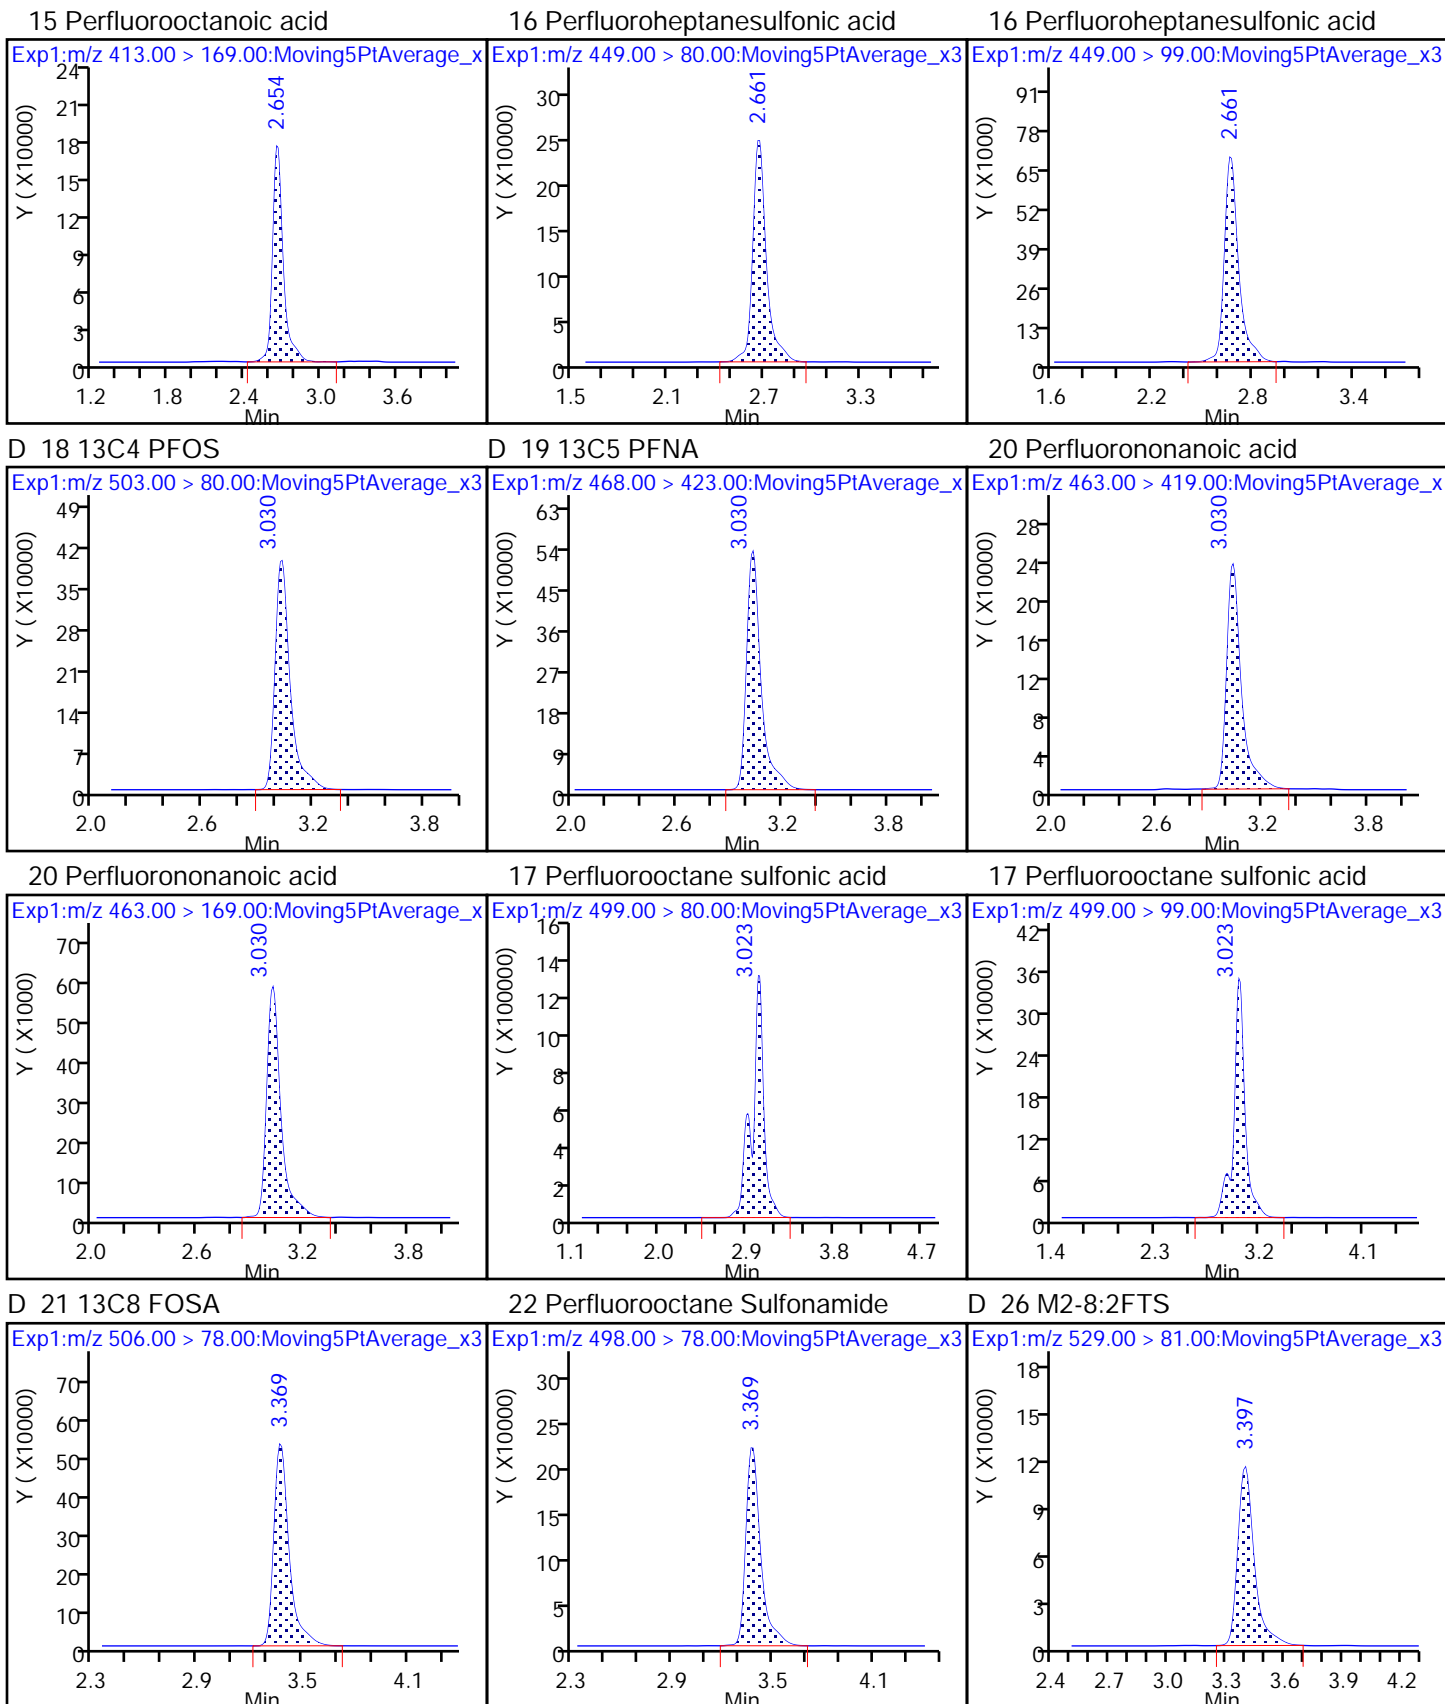 15 Perfluorooctanoic acid
Exp1:m/z 413.00 > 169.00:Moving5PtAverage_x
Y ( X10000)
24
21
18
15
12
9
6
3
0
2.654
1.2 1.8 2.4 3.0 3.6
Min
16 Perfluoroheptanesulfonic acid
Exp1:m/z 449.00 > 80.00:Moving5PtAverage_x3
Y ( X10000)
30
25
20
15
10
5
0
2.661
1.5 2.1 2.7 3.3
Min
16 Perfluoroheptanesulfonic acid
Exp1:m/z 449.00 > 99.00:Moving5PtAverage_x3
Y ( X1000)
91
78
65
52
39
26
13
0
2.661
1.6 2.2 2.8 3.4
Min
D 18 13C4 PFOS
Exp1:m/z 503.00 > 80.00:Moving5PtAverage_x3
Y ( X10000)
49
42
35
28
21
14
7
0
3.030
2.0 2.6 3.2 3.8
Min
D 19 13C5 PFNA
Exp1:m/z 468.00 > 423.00:Moving5PtAverage_x
Y ( X10000)
63
54
45
36
27
18
9
0
3.030
2.0 2.6 3.2 3.8
Min
20 Perfluorononanoic acid
Exp1:m/z 463.00 > 419.00:Moving5PtAverage_x
Y ( X10000)
28
24
20
16
12
8
4
0
3.030
2.0 2.6 3.2 3.8
Min
20 Perfluorononanoic acid
Exp1:m/z 463.00 > 169.00:Moving5PtAverage_x
Y ( X1000)
70
60
50
40
30
20
10
0
3.030
2.0 2.6 3.2 3.8
Min
17 Perfluorooctane sulfonic acid
Exp1:m/z 499.00 > 80.00:Moving5PtAverage_x3
Y ( X100000)
16
14
12
10
8
6
4
2
0
3.023
1.1 2.0 2.9 3.8 4.7
Min
17 Perfluorooctane sulfonic acid
Exp1:m/z 499.00 > 99.00:Moving5PtAverage_x3
Y ( X10000)
42
36
30
24
18
12
6
0
3.023
1.4 2.3 3.2 4.1
Min
D 21 13C8 FOSA
Exp1:m/z 506.00 > 78.00:Moving5PtAverage_x3
Y ( X10000)
70
60
50
40
30
20
10
0
3.369
2.3 2.9 3.5 4.1
Min
22 Perfluorooctane Sulfonamide
Exp1:m/z 498.00 > 78.00:Moving5PtAverage_x3
Y ( X10000)
30
25
20
15
10
5
0
3.369
2.3 2.9 3.5 4.1
Min
D 26 M2-8:2FTS
Exp1:m/z 529.00 > 81.00:Moving5PtAverage_x3
Y ( X10000)
18
15
12
9
6
3
0
3.397
2.4 2.7 3.0 3.3 3.6 3.9 4.2
Min